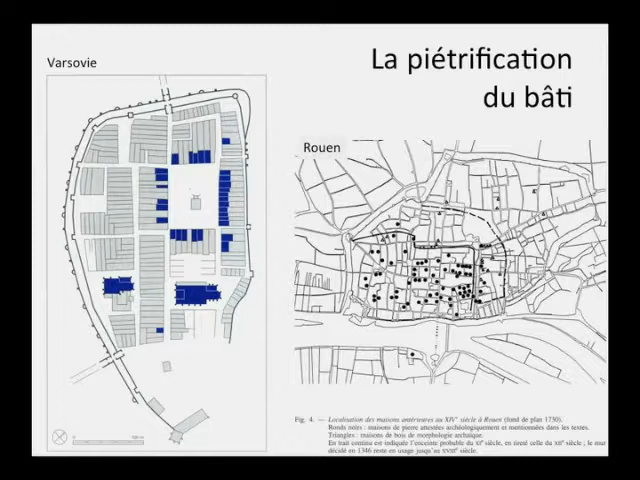 La piétrification
du bâti
Varsovie
Rouen
Fig. 4. — Localisation des maisons antérieures au XIVe siècle à Rouen (fond de plan 1730).
Ronds noirs : maisons de pierre attestées archéologiquement et mentionnées dans les textes.
Triangles : maisons de bois de morphologie archaïque.
En trait continu est indiquée l'enceinte probable du XIe siècle, en tireté celle du XIIe siècle ; le mur
décidé en 1346 reste en usage jusqu'au XVIIIe siècle.
0